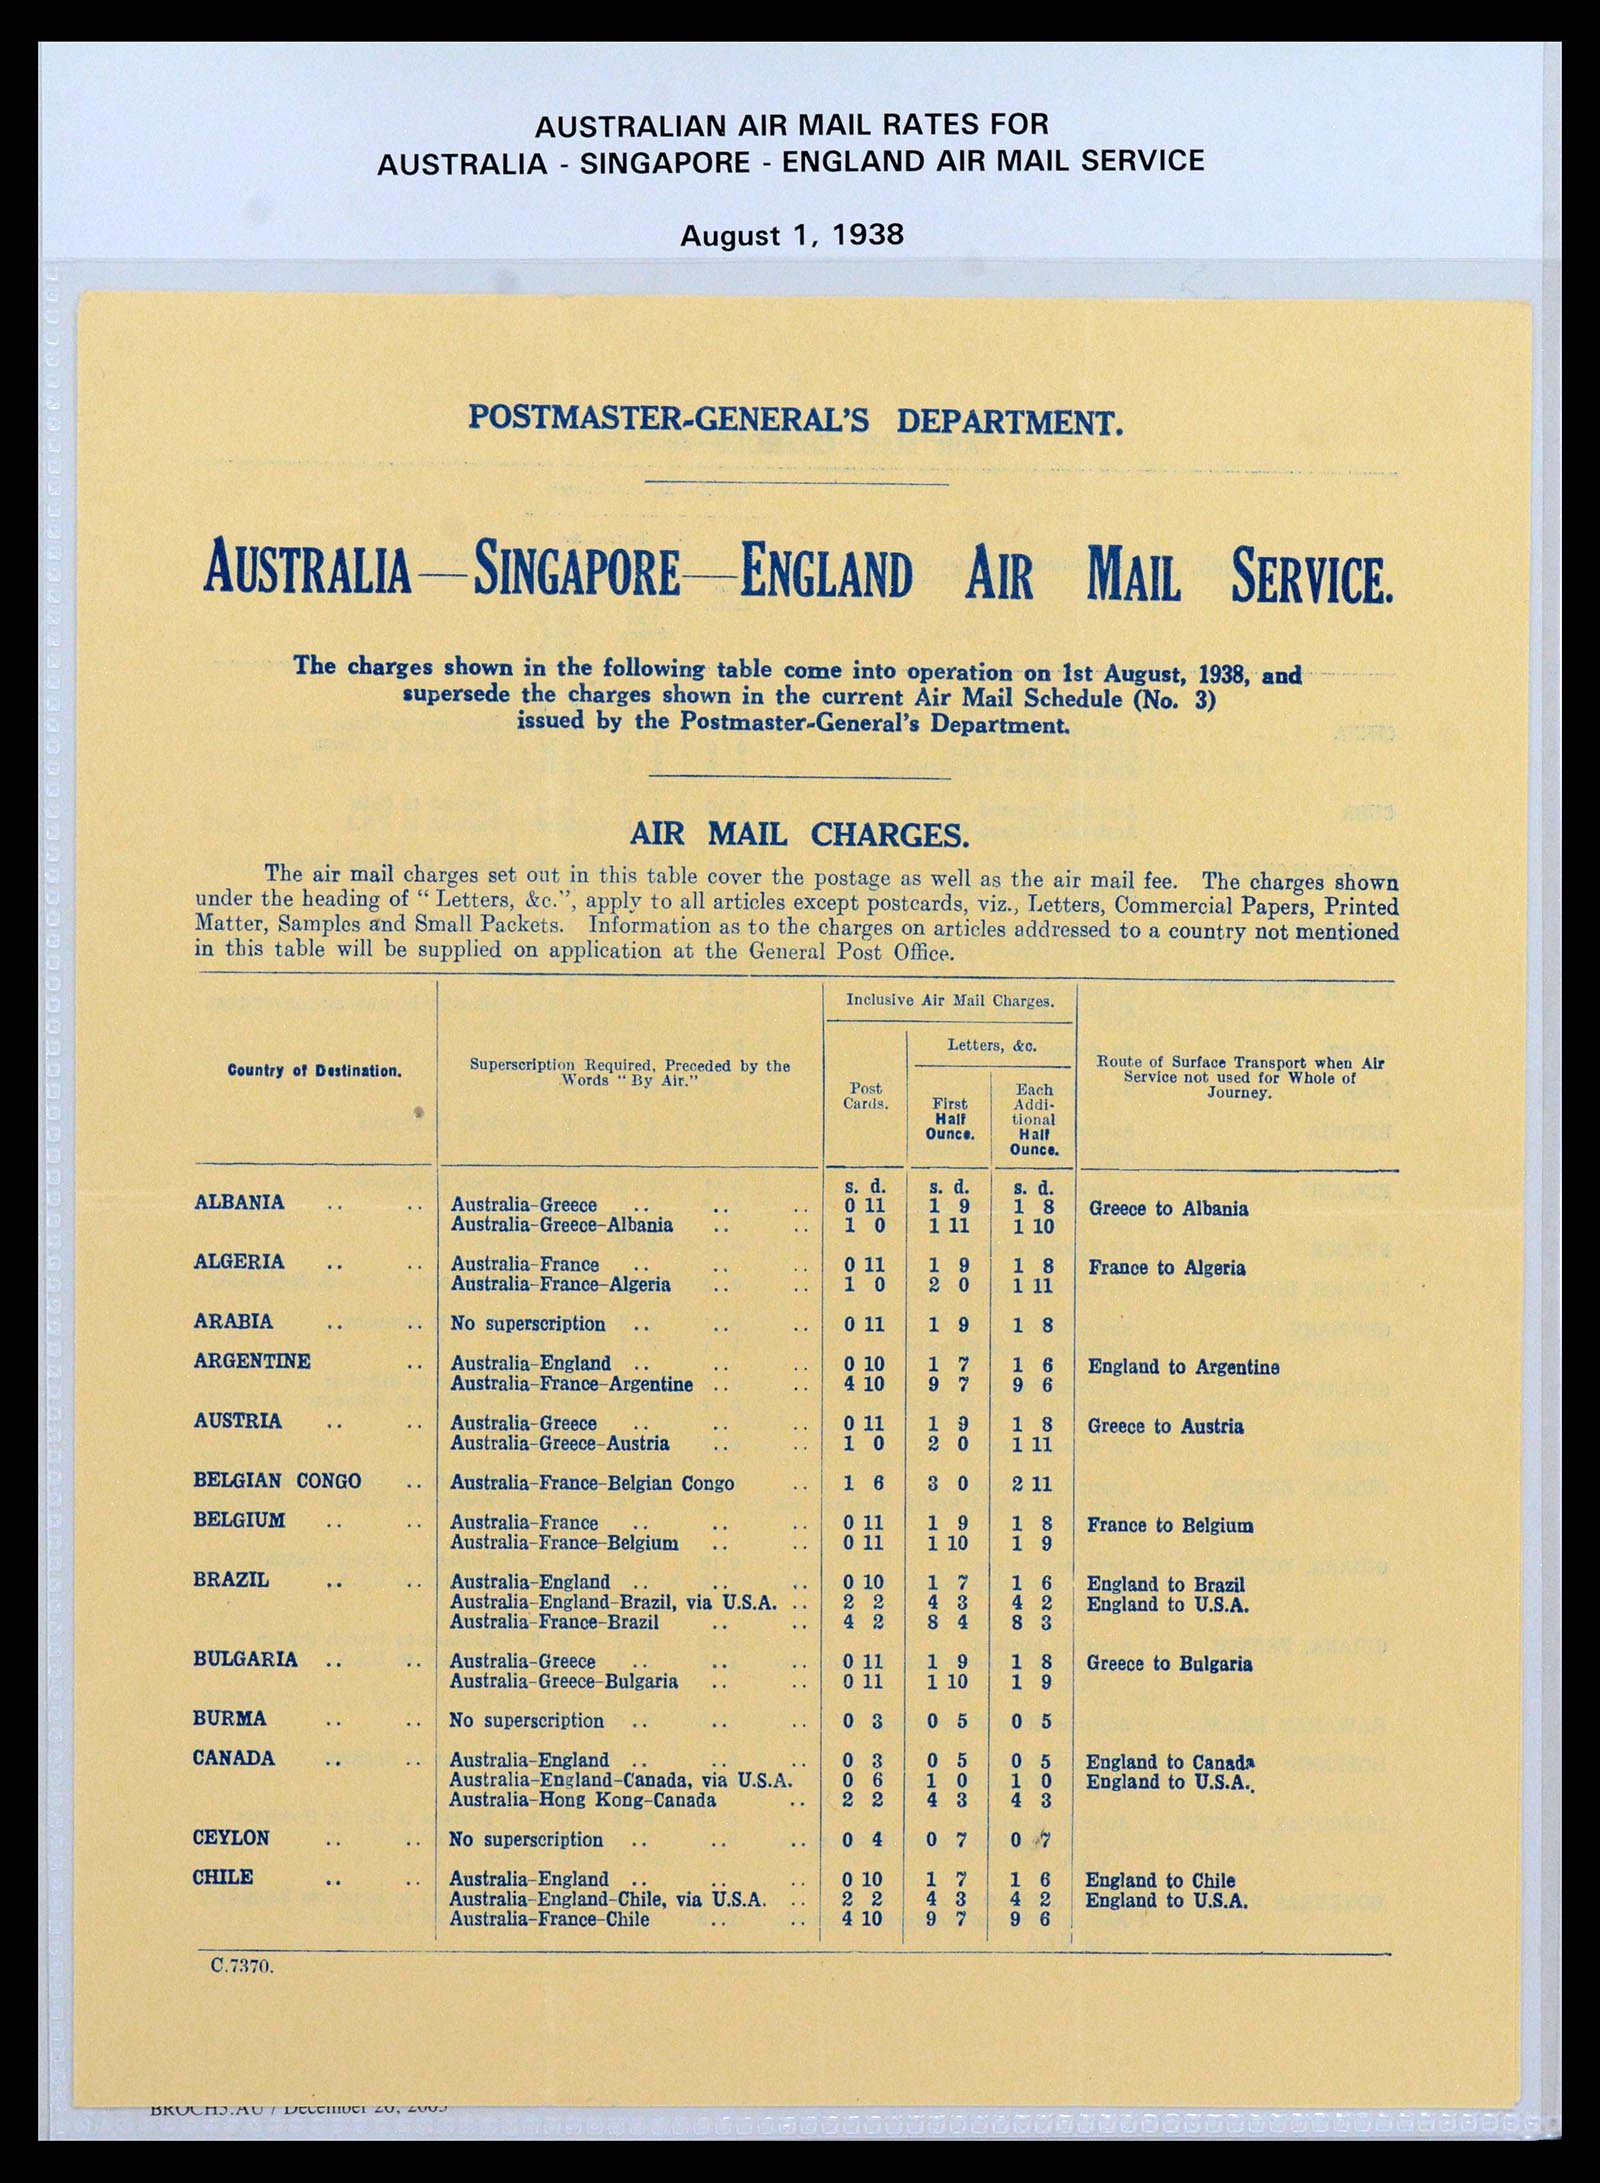 AUSTRALIAN AIR MAIL RATES FOR
AUSTRALIA - SINGAPORE - ENGLAND AIR MAIL SERVICE
August 1, 1938
POSTMASTER-GENERAL'S DEPARTMENT.
AUSTRALIA—SINGAPORE—ENGLAND AIR MAIL SERVICE.
The charges shown in the following table come into operation on 1st August, 1938, and
supersede the charges shown in the current Air Mail Schedule (No. 3)
issued by the Postmaster-General's Department.
AIR MAIL CHARGES.
The air mail charges set out in this table cover the postage as well as the air mail fee. The charges shown
under the heading of " Letters, &c.", apply to all articles except postcards, viz., Letters, Commercial Papers, Printed
Matter, Samples and Small Packets. Information as to the charges on articles addressed to a country not mentioned
in this table will be supplied on application at the General Post Office.
Country of Destination.
Superscription Required, Preceded by the
Words " By Air."
Inclusive Air Mail Charges.
Post
Cards.
Letters, &c.
First
Half
Ounce.
Each
Addi-
tional
Half
Ounce.
Route of Surface Transport when Air
Service not used for Whole of
Journey.
s. d. s. d. s. d.
ALBANIA .. .. Australia-Greece .. .. .. 0 11 1 9 1 8 Greece to Albania
Australia-Greece-Albania .. .. 1 0 1 11 1 10
ALGERIA .. .. Australia-France .. .. .. 0 11 1 9 1 8 France to Algeria
Australia-France-Algeria .. .. 1 0 2 0 1 11
ARABIA .. .. No superscription .. .. .. 0 11 1 9 1 8
ARGENTINE .. Australia-England .. .. .. 0 10 1 7 1 6 England to Argentine
Australia-France-Argentine .. .. 4 10 9 7 9 6
AUSTRIA .. .. Australia-Greece .. .. .. 0 11 1 9 1 8 Greece to Austria
Australia-Greece-Austria .. .. 1 0 2 0 1 11
BELGIAN CONGO .. Australia-France-Belgian Congo .. 1 6 3 0 2 11
BELGIUM .. .. Australia-France .. .. .. 0 11 1 9 1 8 France to Belgium
Australia-France-Belgium .. .. 0 11 1 10 1 9
BRAZIL .. .. Australia-England .. .. .. 0 10 1 7 1 6 England to Brazil
Australia-England-Brazil, via U.S.A. .. 2 2 4 3 4 2 England to U.S.A.
Australia-France-Brazil .. .. 4 2 8 4 8 3
BULGARIA .. .. Australia-Greece .. .. .. 0 11 1 9 1 8 Greece to Bulgaria
Australia-Greece-Bulgaria .. .. 0 11 1 10 1 9
BURMA .. .. No superscription .. .. .. 0 3 0 5 0 5
CANADA .. .. Australia-England .. .. .. 0 3 0 5 0 5 England to Canada
Australia-England-Canada, via U.S.A. 0 6 1 0 1 0 England to U.S.A.
Australia-Hong Kong-Canada .. 2 2 4 3 4 3
CEYLON .. .. No superscription .. .. .. 0 4 0 7 0 7
CHILE .. .. Australia-England .. .. .. 0 10 1 7 1 6 England to Chile
Australia-England-Chile, via U.S.A. .. 2 2 4 3 4 2 England to U.S.A.
Australia-France-Chile .. .. 4 10 9 7 9 6
C.7370.
BROCH3.AU / December 20, 2005